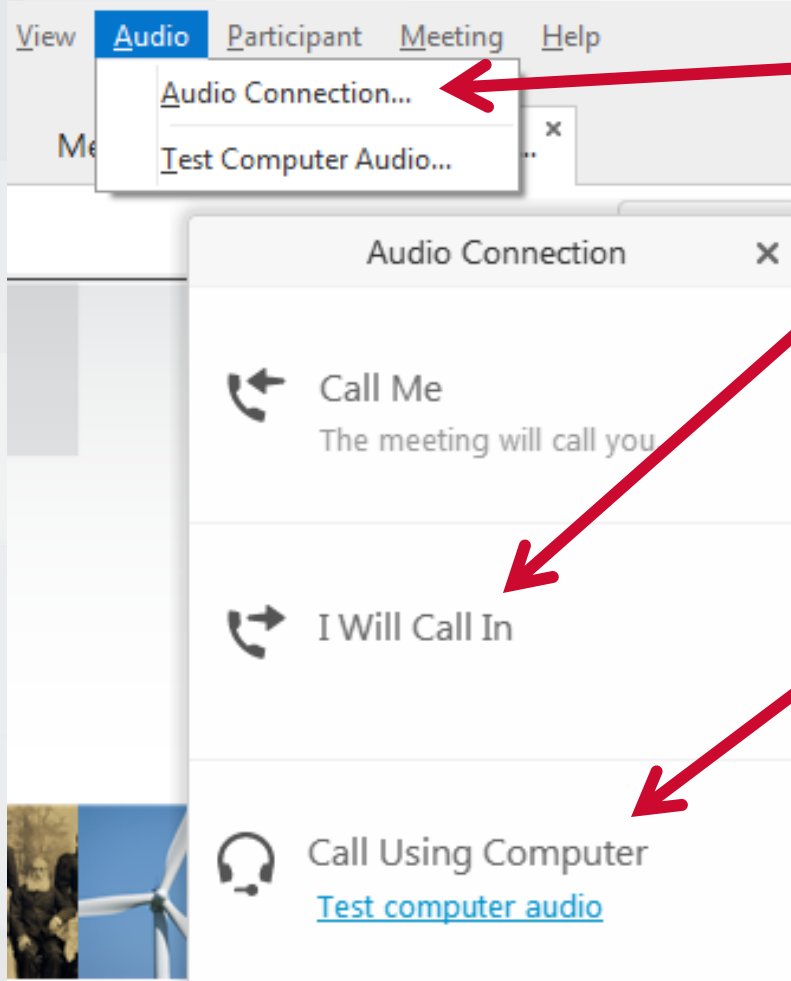 View Audio Participant Meeting Help
Audio Connection...
Me
...
Test Computer Audio...
Audio Connection
Call Me
The meeting will call you.
I Will Call In
Call Using Computer
Test computer audio